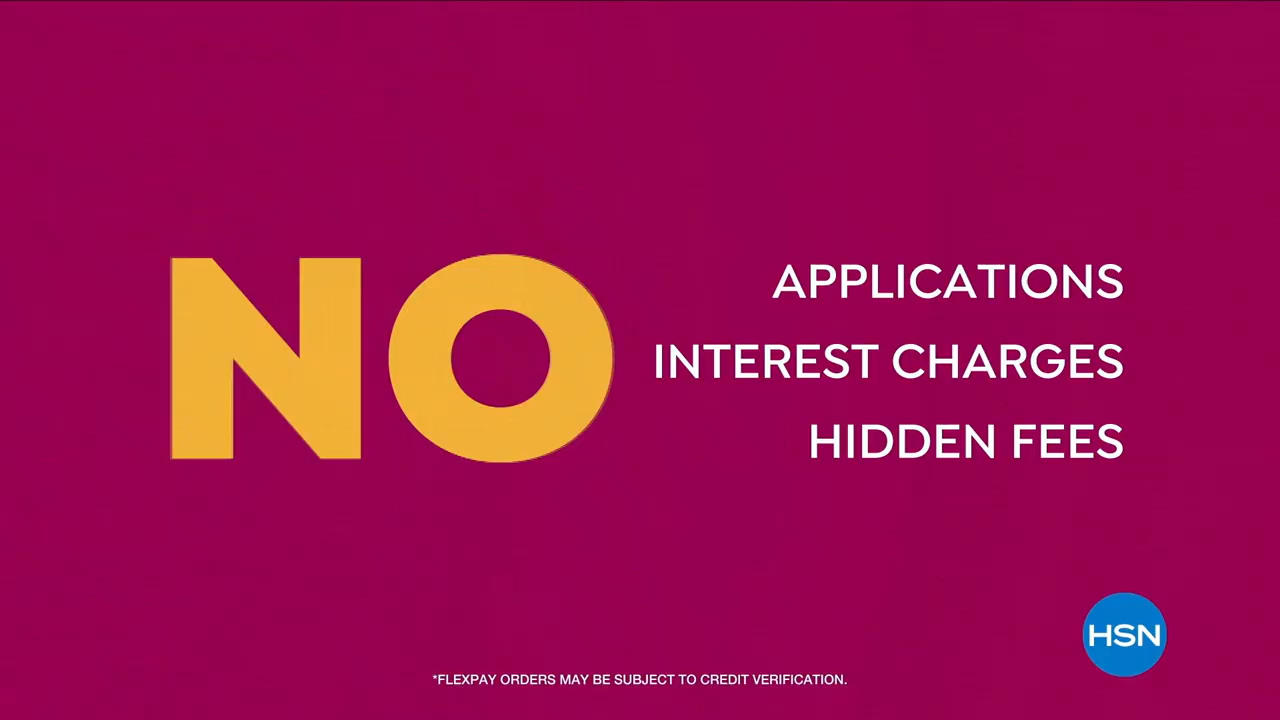 NO
APPLICATIONS
INTEREST CHARGES
HIDDEN FEES
HSN
*FLEXPAY ORDERS MAY BE SUBJECT TO CREDIT VERIFICATION.